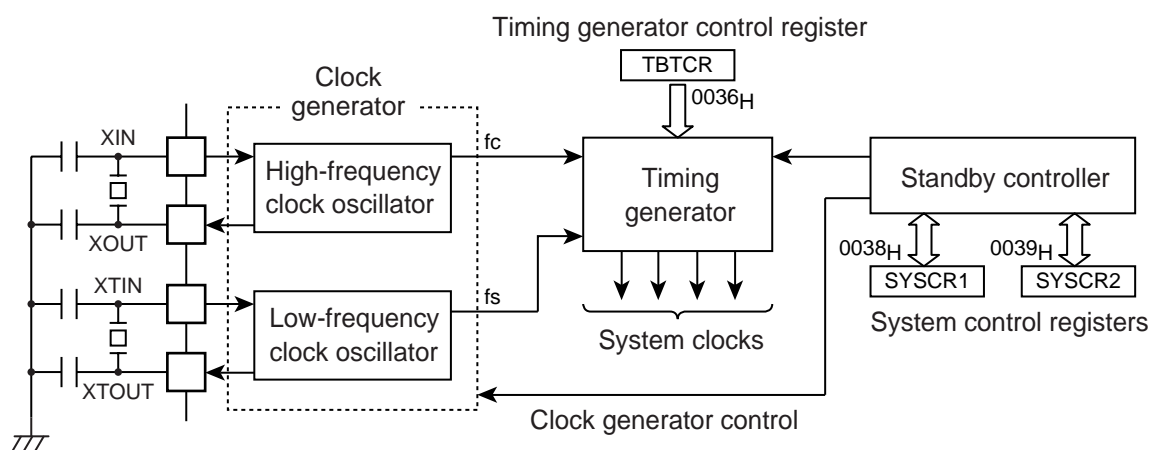 Timing generator control register
TBTCR
0036H
Clock
generator
XIN
High-frequency
clock oscillator
fc
Timing
generator
Standby controller
XOUT
0038H
0039H
SYSCR1
SYSCR2
System control registers
XTIN
Low-frequency
clock oscillator
fs
System clocks
XTOUT
Clock generator control